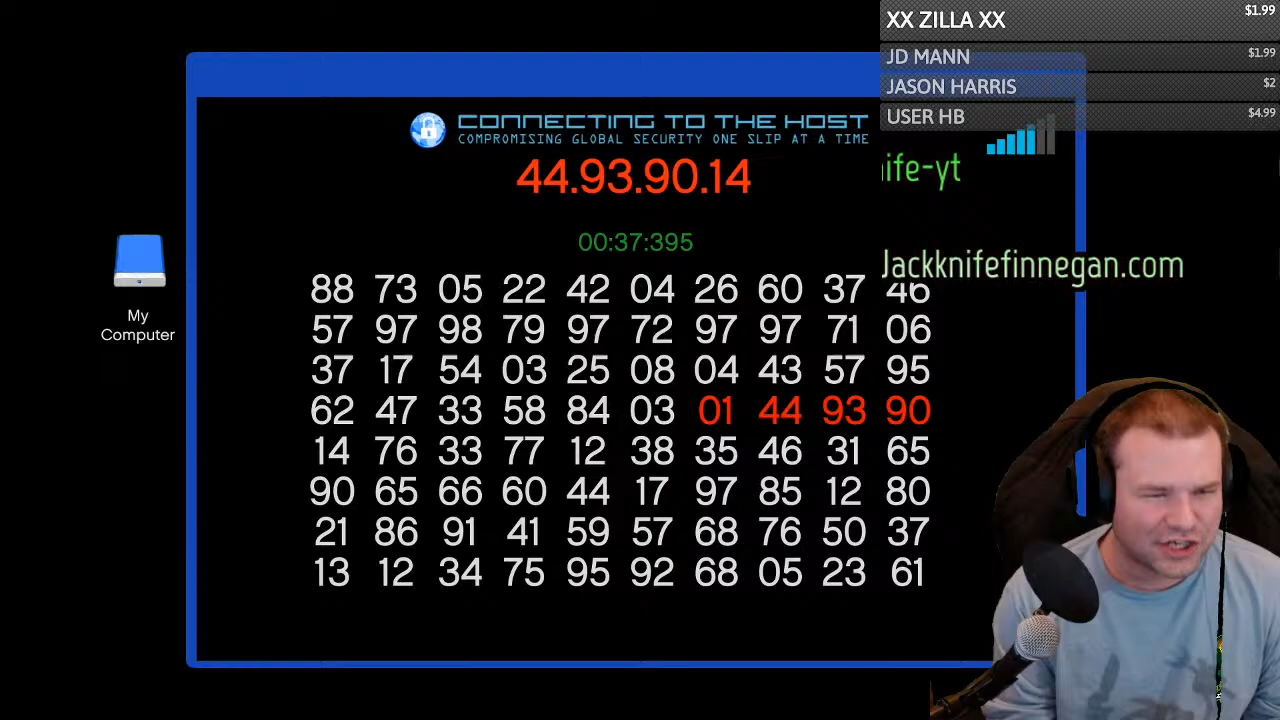 XX ZILLA XX $1.99
JD MANN $1.99
JASON HARRIS $2
USER HB $4.99
CONNECTING TO THE HOST
COMPROMISING GLOBAL SECURITY ONE SLIP AT A TIME
44.93.90.14
ife-yt
00:37:395
Jackknifefinnegan.com
88 73 05 22 42 04 26 60 37 46
57 97 98 79 97 72 97 97 71 06
37 17 54 03 25 08 04 43 57 95
62 47 33 58 84 03 01 44 93 90
14 76 33 77 12 38 35 46 31 65
90 65 66 60 44 17 97 85 12 80
21 86 91 41 59 57 68 76 50 37
13 12 34 75 95 92 68 05 23 61
My
Computer